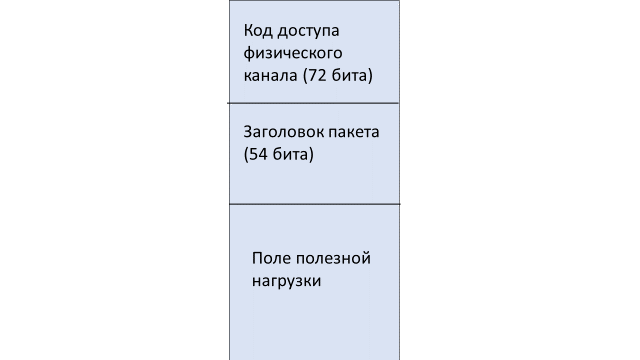 Код доступа
физического
канала (72 бита)
Заголовок пакета
(54 бита)
Поле полезной
нагрузки